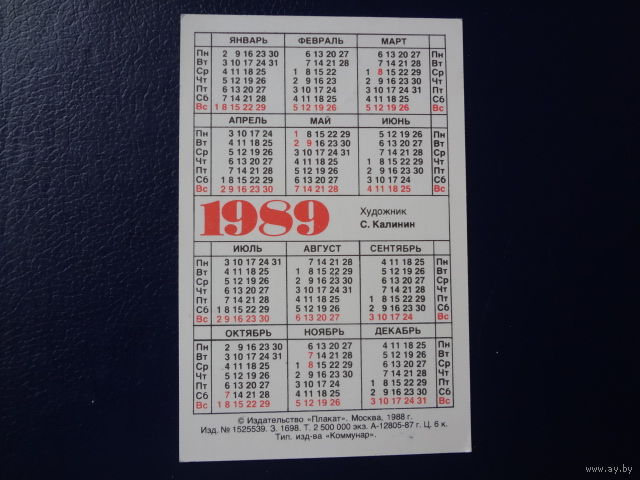 ЯНВАРЬ ФЕВРАЛЬ МАРТ
Пн 2 9 16 23 30 6 13 20 27 6 13 20 27 Пн
Вт 3 10 17 24 31 7 14 21 28 7 14 21 28 Вт
Ср 4 11 18 25 1 8 15 22 1 8 15 22 29 Ср
Чт 5 12 19 26 2 9 16 23 2 9 16 23 30 Чт
Пт 6 13 20 27 3 10 17 24 3 10 17 24 31 Пт
Сб 7 14 21 28 4 11 18 25 4 11 18 25 Сб
Вс 1 8 15 22 29 5 12 19 26 5 12 19 26 Вс
АПРЕЛЬ МАЙ ИЮНЬ
Пн 3 10 17 24 1 8 15 22 29 5 12 19 26 Пн
Вт 4 11 18 25 2 9 16 23 30 6 13 20 27 Вт
Ср 5 12 19 26 3 10 17 24 31 7 14 21 28 Ср
Чт 6 13 20 27 4 11 18 25 1 8 15 22 29 Чт
Пт 7 14 21 28 5 12 19 26 2 9 16 23 30 Пт
Сб 1 8 15 22 29 6 13 20 27 3 10 17 24 Сб
Вс 2 9 16 23 30 7 14 21 28 4 11 18 25 Вс
1989 Художник
С. Калинин
ИЮЛЬ АВГУСТ СЕНТЯБРЬ
Пн 3 10 17 24 31 7 14 21 28 4 11 18 25 Пн
Вт 4 11 18 25 1 8 15 22 29 5 12 19 26 Вт
Ср 5 12 19 26 2 9 16 23 30 6 13 20 27 Ср
Чт 6 13 20 27 3 10 17 24 31 7 14 21 28 Чт
Пт 7 14 21 28 4 11 18 25 1 8 15 22 29 Пт
Сб 1 8 15 22 29 5 12 19 26 2 9 16 23 30 Сб
Вс 2 9 16 23 30 6 13 20 27 3 10 17 24 Вс
ОКТЯБРЬ НОЯБРЬ ДЕКАБРЬ
Пн 2 9 16 23 30 6 13 20 27 4 11 18 25 Пн
Вт 3 10 17 24 31 7 14 21 28 5 12 19 26 Вт
Ср 4 11 18 25 1 8 15 22 29 6 13 20 27 Ср
Чт 5 12 19 26 2 9 16 23 30 7 14 21 28 Чт
Пт 6 13 20 27 3 10 17 24 1 8 15 22 29 Пт
Сб 7 14 21 28 4 11 18 25 2 9 16 23 30 Сб
Вс 1 8 15 22 29 5 12 19 26 3 10 17 24 31 Вс
© Издательство «Плакат». Москва, 1988 г.
Изд. № 1525539. З. 1698. Т. 2 500 000 экз. А-12805-87 г. Ц. 6 к.
Тип. изд-ва «Коммунар».
www.ay.by